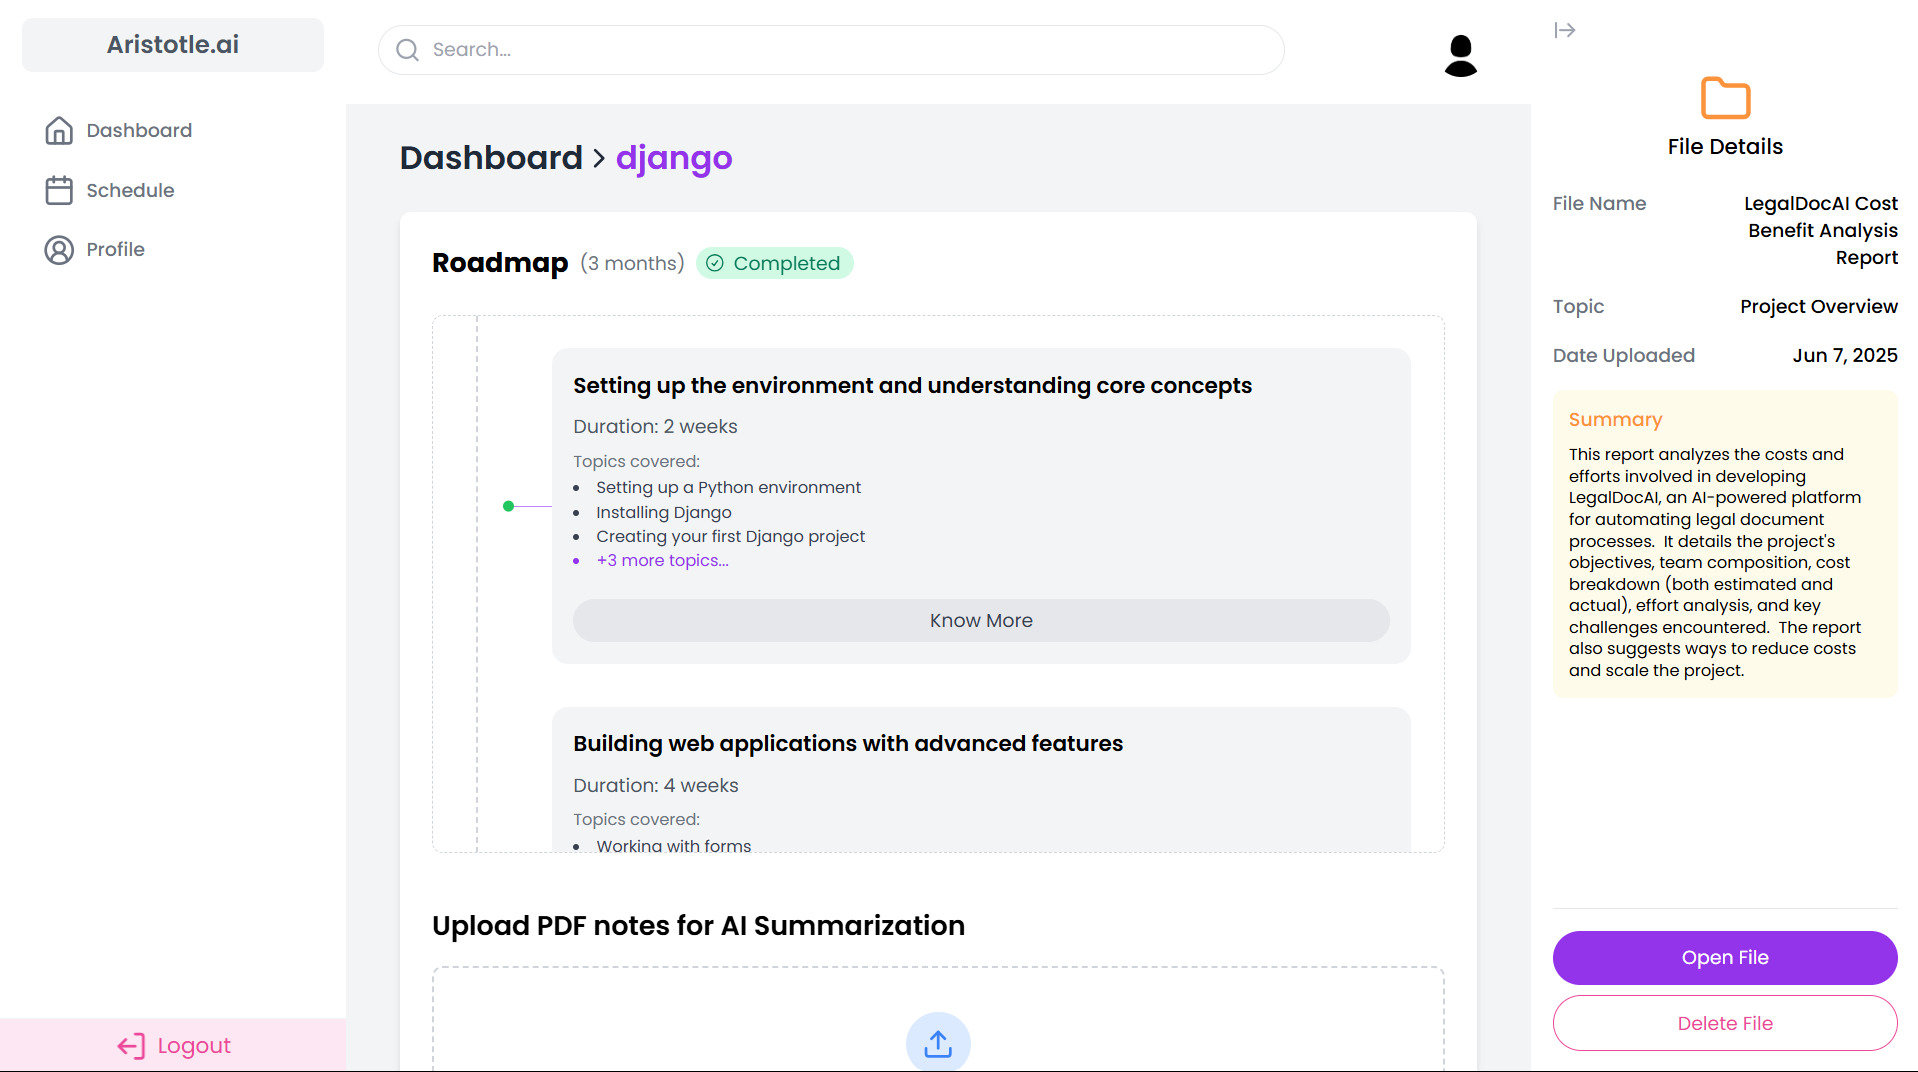 Aristotle.ai
Dashboard
Schedule
Profile
Logout
Search...
Dashboard > django
Roadmap (3 months) Completed
Setting up the environment and understanding core concepts
Duration: 2 weeks
Topics covered:
• Setting up a Python environment
• Installing Django
• Creating your first Django project
• +3 more topics...
Know More
Building web applications with advanced features
Duration: 4 weeks
Topics covered:
• Working with forms
Upload PDF notes for AI Summarization
File Details
File Name
LegalDocAI Cost
Benefit Analysis
Report
Topic
Project Overview
Date Uploaded
Jun 7, 2025
Summary
This report analyzes the costs and
efforts involved in developing
LegalDocAI, an AI-powered platform
for automating legal document
processes.  It details the project's
objectives, team composition, cost
breakdown (both estimated and
actual), effort analysis, and key
challenges encountered.  The report
also suggests ways to reduce costs
and scale the project.
Open File
Delete File